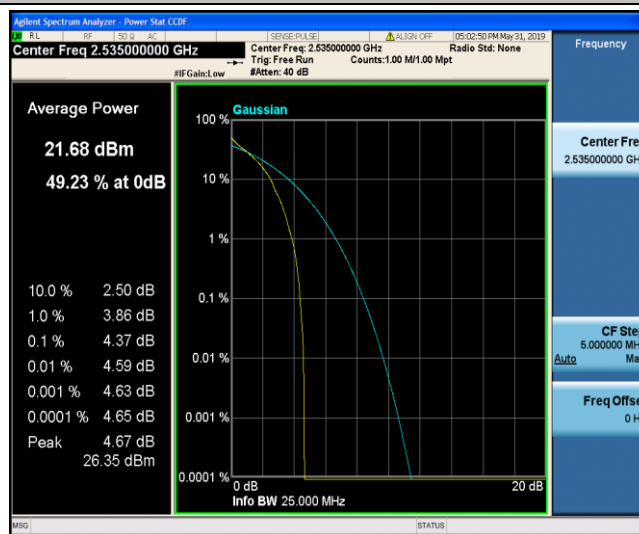 Agilent Spectrum Analyzer - Power Stat CCDF
RL RF 50 Ω AC SENSE:PULSE ALIGN OFF 05:02:50 PM May 31, 2019
Center Freq 2.535000000 GHz
Center Freq: 2.535000000 GHz Radio Std: None
Trig: Free Run Counts:1.00 M/1.00 Mpt
#IFGain:Low #Atten: 40 dB
Frequency
Average Power
21.68 dBm
49.23 % at 0dB
10.0 % 2.50 dB
1.0 % 3.86 dB
0.1 % 4.37 dB
0.01 % 4.59 dB
0.001 % 4.63 dB
0.0001 % 4.65 dB
Peak 4.67 dB
26.35 dBm
Gaussian
100 %
10 %
1 %
0.1 %
0.01 %
0.001 %
0.0001 %
0 dB 20 dB
Info BW 25.000 MHz
Center Fre
2.535000000 GH
CF Ste
5.000000 MH
Auto Ma
Freq Offse
0 H
MSG STATUS